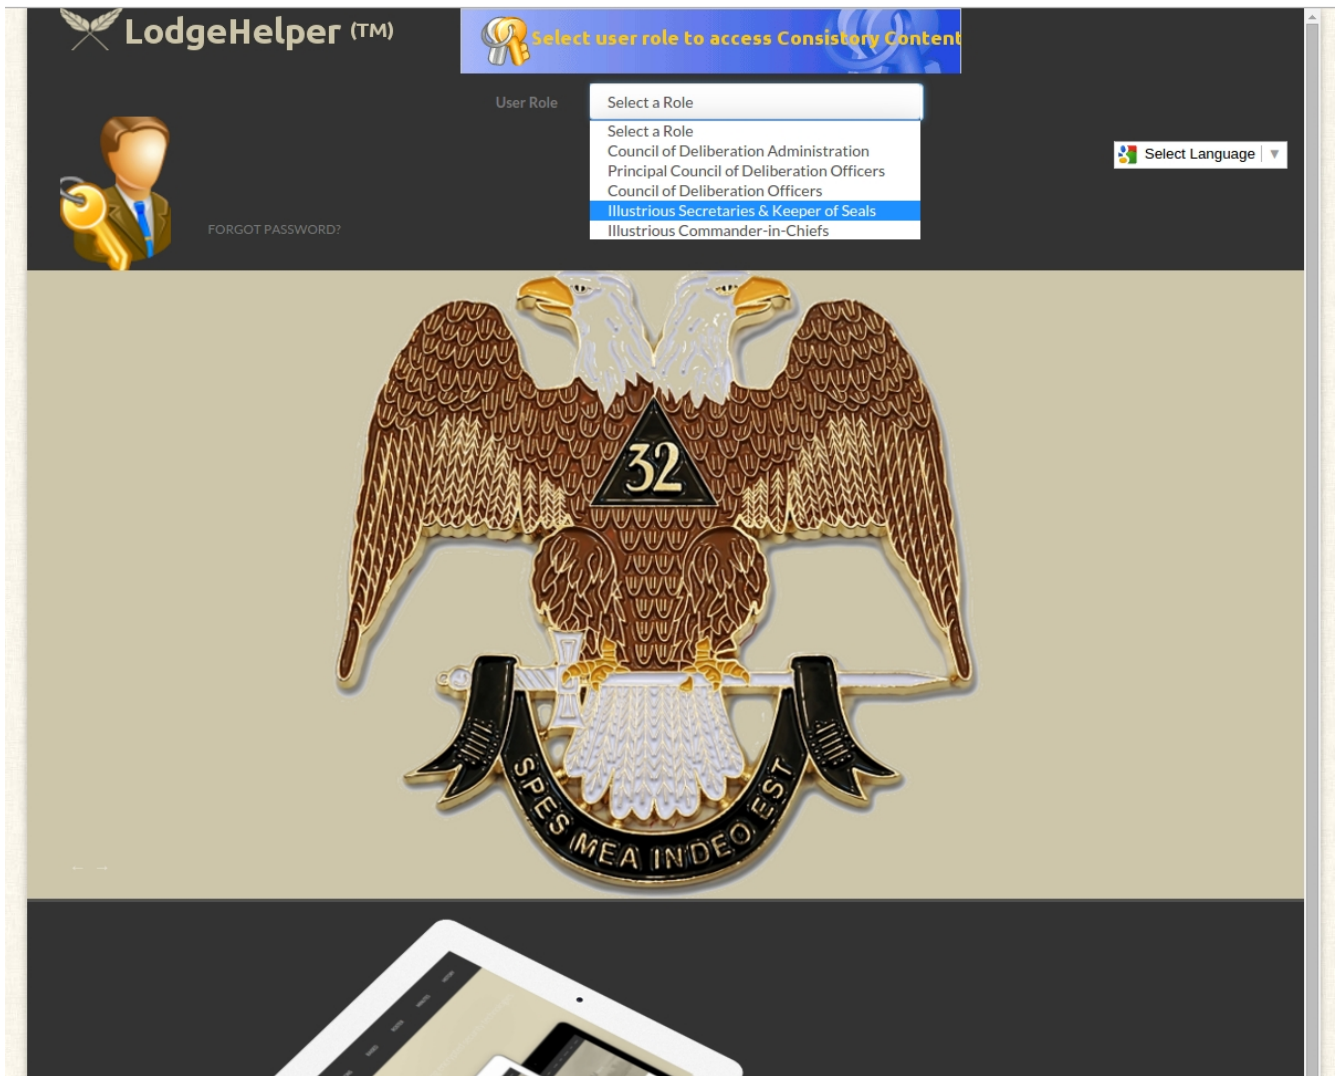 LodgeHelper (TM)
Select user role to access Consistory Content
User Role
Select a Role
Select a Role
Council of Deliberation Administration
Principal Council of Deliberation Officers
Council of Deliberation Officers
Illustrious Secretaries & Keeper of Seals
Illustrious Commander-in-Chiefs
Select Language
FORGOT PASSWORD?
32
SPES MEA IN DEO EST